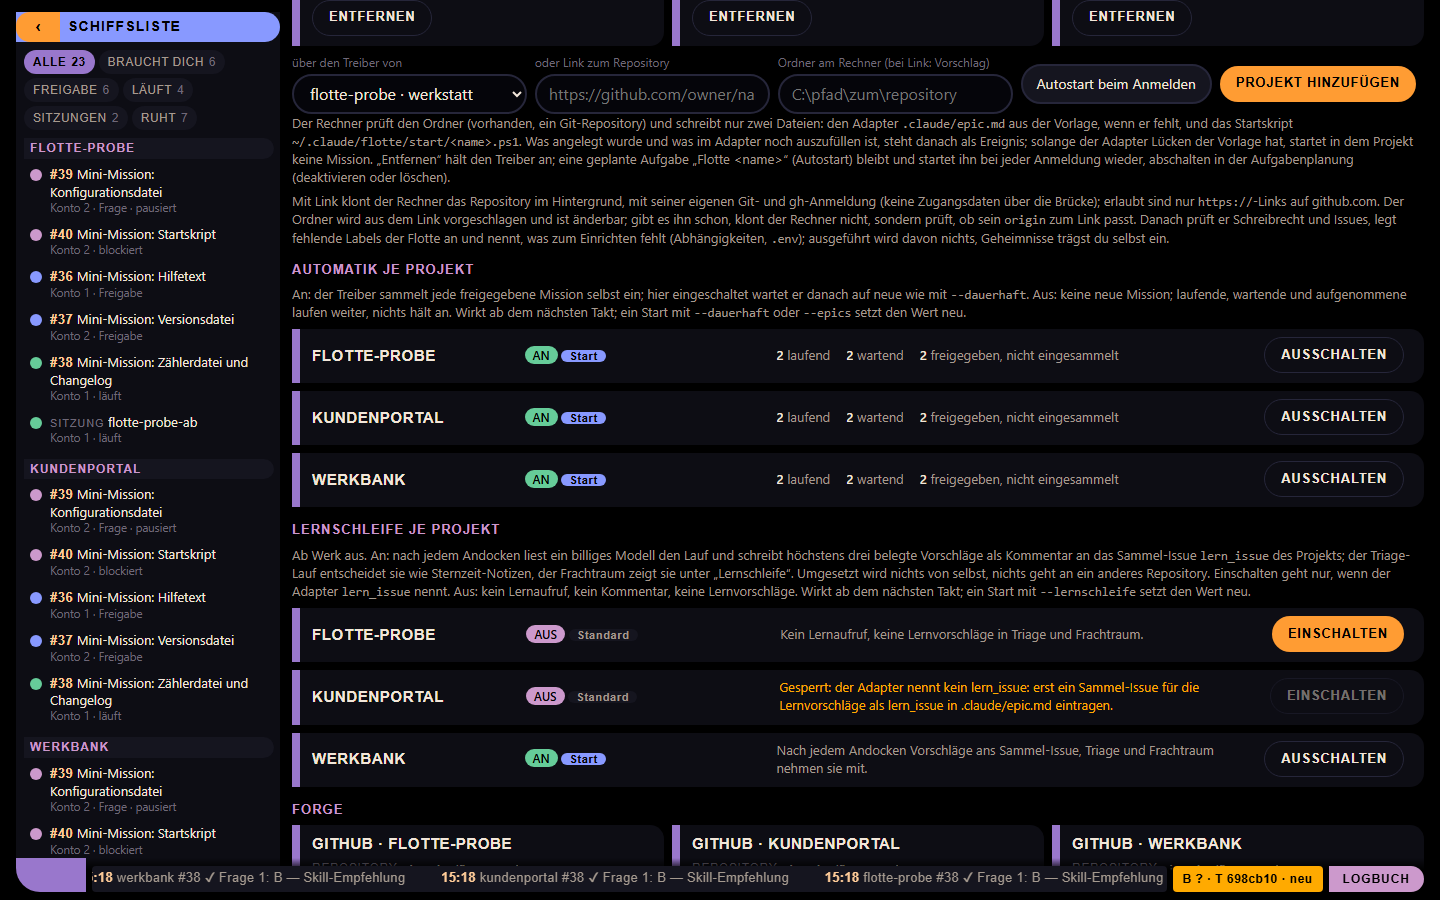 ‹ SCHIFFSLISTE
ALLE 23 BRAUCHT DICH 6
FREIGABE 6 LÄUFT 4
SITZUNGEN 2 RUHT 7
FLOTTE-PROBE
#39 Mini-Mission:
Konfigurationsdatei
Konto 2 · Frage · pausiert
#40 Mini-Mission: Startskript
Konto 2 · blockiert
#36 Mini-Mission: Hilfetext
Konto 1 · Freigabe
#37 Mini-Mission: Versionsdatei
Konto 2 · Freigabe
#38 Mini-Mission: Zählerdatei und
Changelog
Konto 1 · läuft
SITZUNG flotte-probe-ab
Konto 1 · läuft
KUNDENPORTAL
#39 Mini-Mission:
Konfigurationsdatei
Konto 2 · Frage · pausiert
#40 Mini-Mission: Startskript
Konto 2 · blockiert
#36 Mini-Mission: Hilfetext
Konto 1 · Freigabe
#37 Mini-Mission: Versionsdatei
Konto 2 · Freigabe
#38 Mini-Mission: Zählerdatei und
Changelog
Konto 1 · läuft
WERKBANK
#39 Mini-Mission:
Konfigurationsdatei
Konto 2 · Frage · pausiert
#40 Mini-Mission: Startskript
Konto 2 · blockiert
ENTFERNEN ENTFERNEN ENTFERNEN
über den Treiber von oder Link zum Repository Ordner am Rechner (bei Link: Vorschlag)
flotte-probe · werkstatt https://github.com/owner/na C:\pfad\zum\repository Autostart beim Anmelden PROJEKT HINZUFÜGEN
Der Rechner prüft den Ordner (vorhanden, ein Git-Repository) und schreibt nur zwei Dateien: den Adapter .claude/epic.md aus der Vorlage, wenn er fehlt, und das Startskript
~/.claude/flotte/start/<name>.ps1. Was angelegt wurde und was im Adapter noch auszufüllen ist, steht danach als Ereignis; solange der Adapter Lücken der Vorlage hat, startet in dem Projekt
keine Mission. „Entfernen“ hält den Treiber an; eine geplante Aufgabe „Flotte <name>“ (Autostart) bleibt und startet ihn bei jeder Anmeldung wieder, abschalten in der Aufgabenplanung
(deaktivieren oder löschen).
Mit Link klont der Rechner das Repository im Hintergrund, mit seiner eigenen Git- und gh-Anmeldung (keine Zugangsdaten über die Brücke); erlaubt sind nur https://-Links auf github.com. Der
Ordner wird aus dem Link vorgeschlagen und ist änderbar; gibt es ihn schon, klont der Rechner nicht, sondern prüft, ob sein origin zum Link passt. Danach prüft er Schreibrecht und Issues, legt
fehlende Labels der Flotte an und nennt, was zum Einrichten fehlt (Abhängigkeiten, .env); ausgeführt wird davon nichts, Geheimnisse trägst du selbst ein.
AUTOMATIK JE PROJEKT
An: der Treiber sammelt jede freigegebene Mission selbst ein; hier eingeschaltet wartet er danach auf neue wie mit --dauerhaft. Aus: keine neue Mission; laufende, wartende und aufgenommene
laufen weiter, nichts hält an. Wirkt ab dem nächsten Takt; ein Start mit --dauerhaft oder --epics setzt den Wert neu.
FLOTTE-PROBE AN Start 2 laufend 2 wartend 2 freigegeben, nicht eingesammelt AUSSCHALTEN
KUNDENPORTAL AN Start 2 laufend 2 wartend 2 freigegeben, nicht eingesammelt AUSSCHALTEN
WERKBANK AN Start 2 laufend 2 wartend 2 freigegeben, nicht eingesammelt AUSSCHALTEN
LERNSCHLEIFE JE PROJEKT
Ab Werk aus. An: nach jedem Andocken liest ein billiges Modell den Lauf und schreibt höchstens drei belegte Vorschläge als Kommentar an das Sammel-Issue lern_issue des Projekts; der Triage-
Lauf entscheidet sie wie Sternzeit-Notizen, der Frachtraum zeigt sie unter „Lernschleife“. Umgesetzt wird nichts von selbst, nichts geht an ein anderes Repository. Einschalten geht nur, wenn der
Adapter lern_issue nennt. Aus: kein Lernaufruf, kein Kommentar, keine Lernvorschläge. Wirkt ab dem nächsten Takt; ein Start mit --lernschleife setzt den Wert neu.
FLOTTE-PROBE AUS Standard Kein Lernaufruf, keine Lernvorschläge in Triage und Frachtraum. EINSCHALTEN
KUNDENPORTAL AUS Standard Gesperrt: der Adapter nennt kein lern_issue: erst ein Sammel-Issue für die
Lernvorschläge als lern_issue in .claude/epic.md eintragen. EINSCHALTEN
WERKBANK AN Start Nach jedem Andocken Vorschläge ans Sammel-Issue, Triage und Frachtraum
nehmen sie mit. AUSSCHALTEN
FORGE
GITHUB · FLOTTE-PROBE GITHUB · KUNDENPORTAL GITHUB · WERKBANK
:18 werkbank #38 ✓ Frage 1: B — Skill-Empfehlung 15:18 kundenportal #38 ✓ Frage 1: B — Skill-Empfehlung 15:18 flotte-probe #38 ✓ Frage 1: B — Skill-Empfehlung B ? · T 698cb10 · neu LOGBUCH